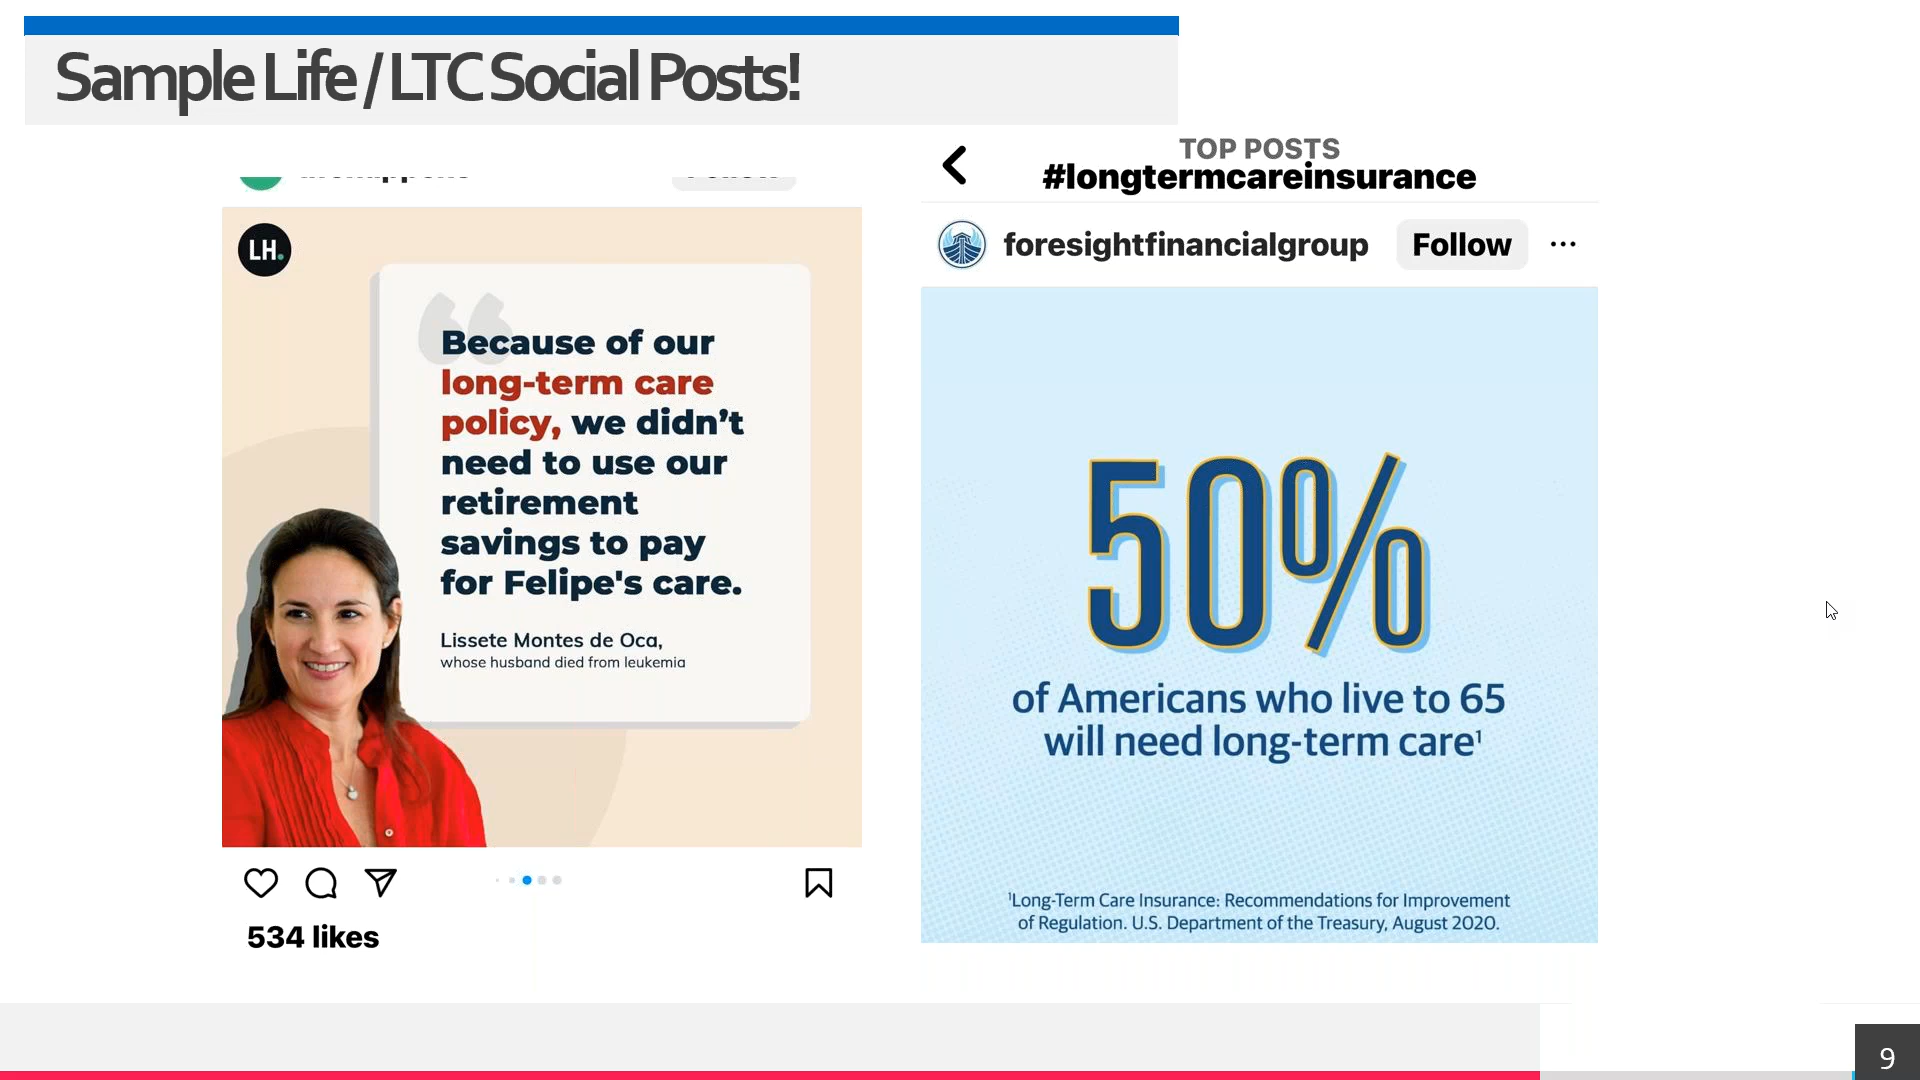 Sample Life / LTC Social Posts!
LH.
Because of our
long-term care
policy, we didn't
need to use our
retirement
savings to pay
for Felipe's care.
Lissete Montes de Oca,
whose husband died from leukemia
534 likes
TOP POSTS
#longtermcareinsurance
foresightfinancialgroup
Follow
50%
of Americans who live to 65
will need long-term care¹
¹Long-Term Care Insurance: Recommendations for Improvement
of Regulation. U.S. Department of the Treasury, August 2020.
9